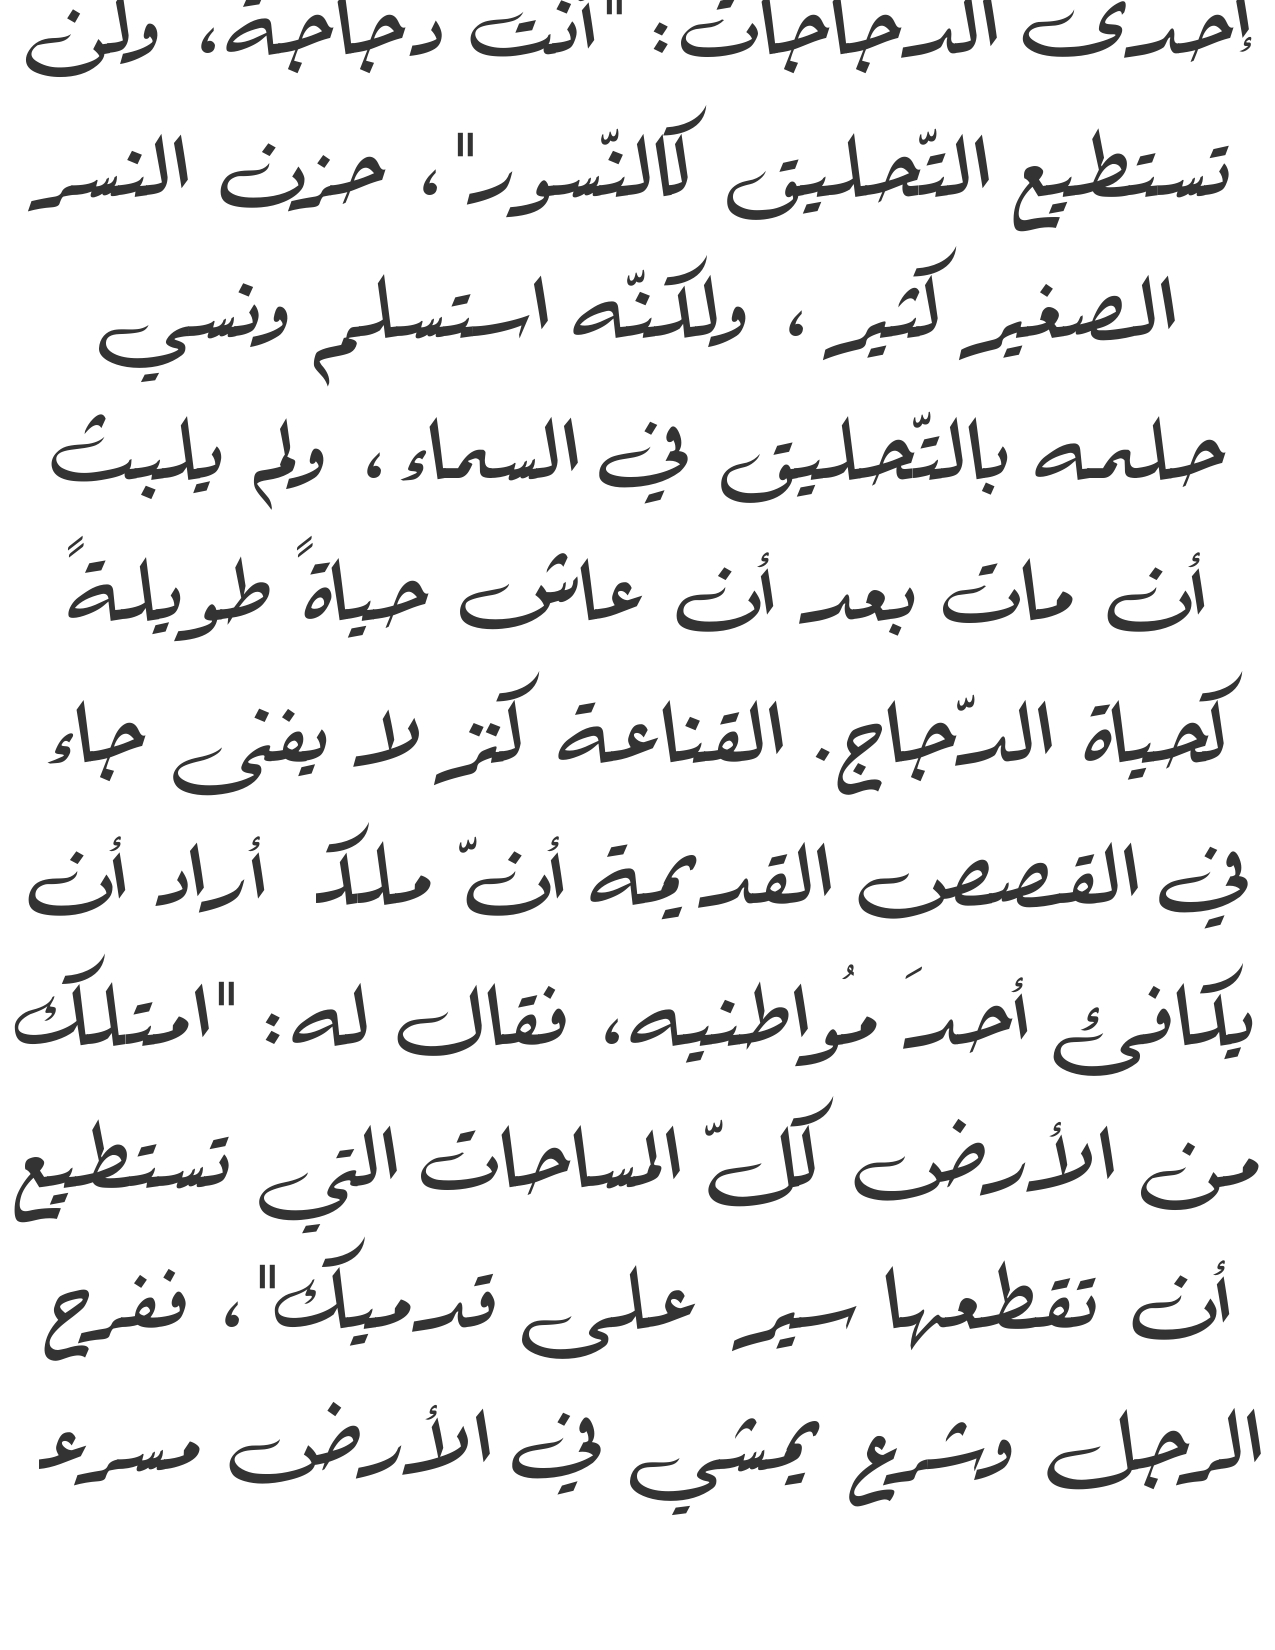 إحدى الدجاجات: "أنت دجاجة، ولن
تستطيع التّحليق كالنّسور"، حزن النسر
الصغير كثير ، ولكنّه استسلم ونسي
حلمه بالتّحليق في السماء، ولم يلبث
أن مات بعد أن عاش حياةً طويلةً
كحياة الدّجاج. القناعة كنز لا يفنى جاء
في القصص القديمة أنّ ملكـ أراد أن
يكافئ أحدَ مُواطنيه، فقال له: "امتلك
من الأرض كلّ المساحات التي تستطيع
أن تقطعها سير على قدميك"، ففرح
الرجل وشرع يمشي في الأرض مسرعـ